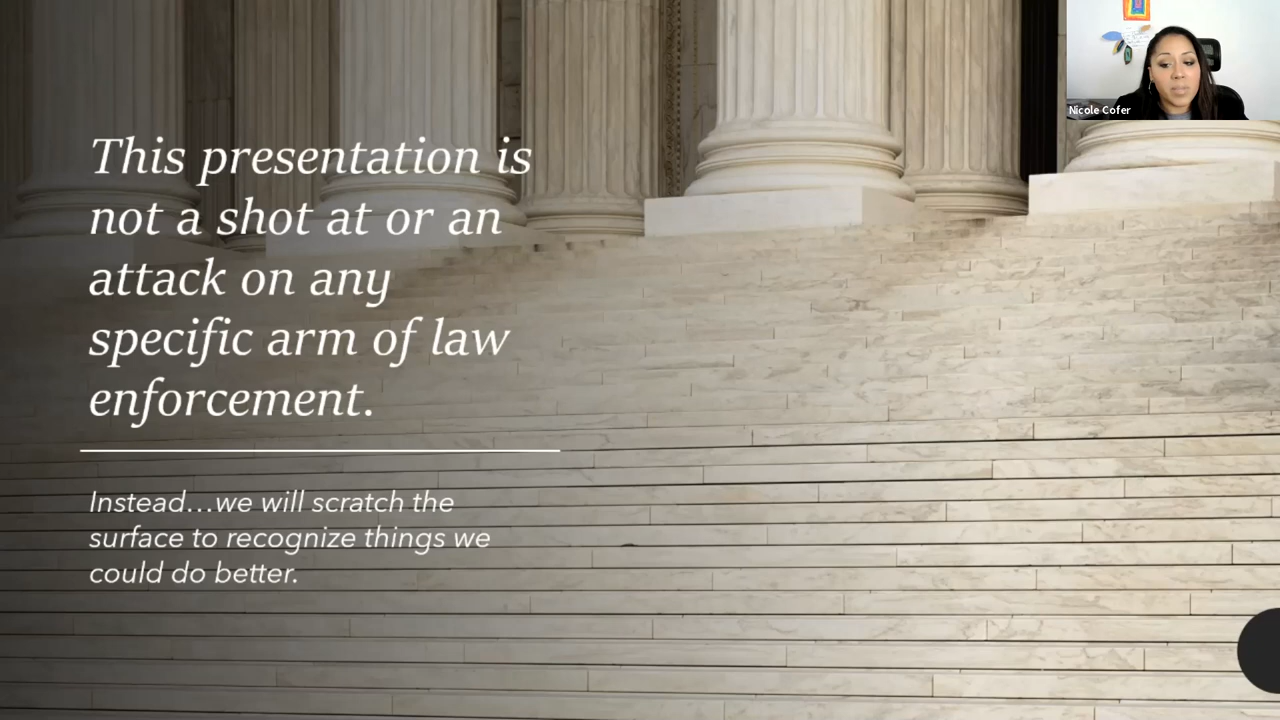 Nicole Cofer
This presentation is
not a shot at or an
attack on any
specific arm of law
enforcement.
Instead...we will scratch the
surface to recognize things we
could do better.